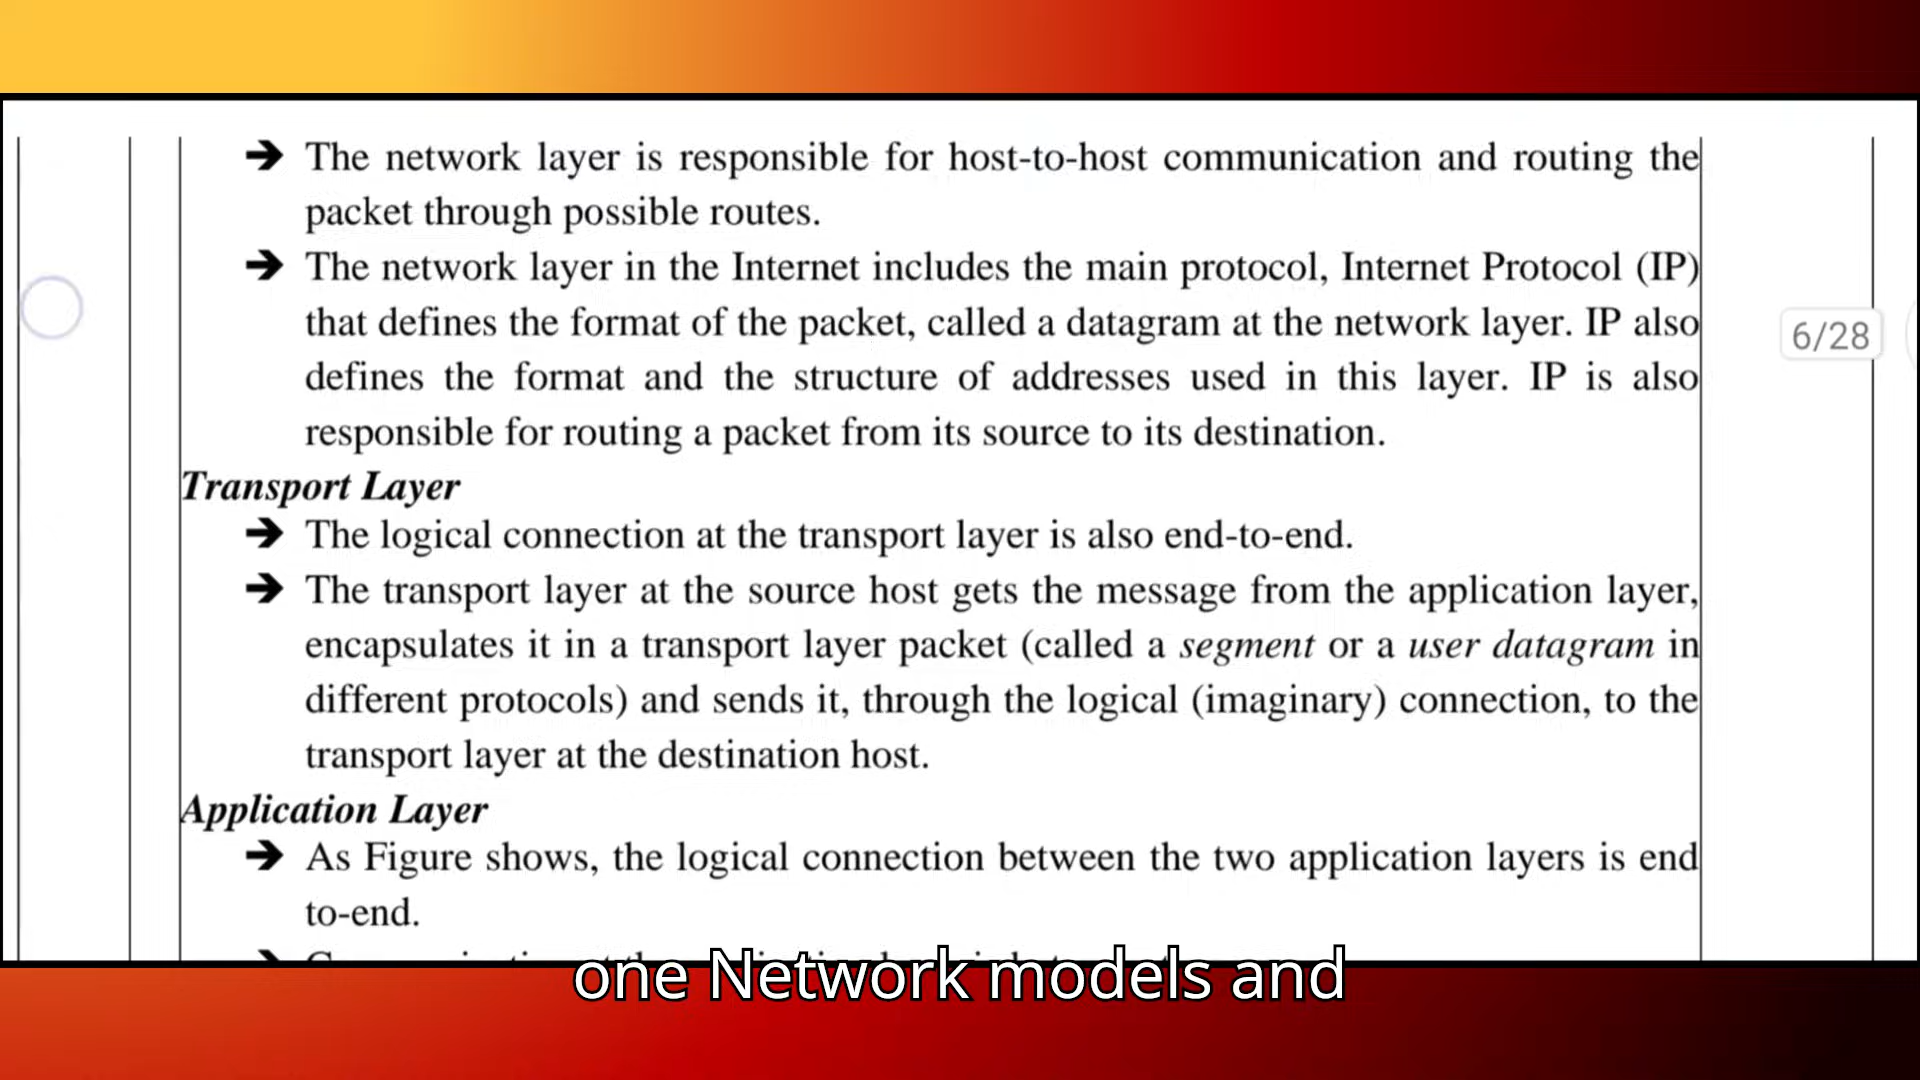 ➔ The network layer is responsible for host-to-host communication and routing the
packet through possible routes.
➔ The network layer in the Internet includes the main protocol, Internet Protocol (IP)
that defines the format of the packet, called a datagram at the network layer. IP also
defines the format and the structure of addresses used in this layer. IP is also
responsible for routing a packet from its source to its destination.
6/28
Transport Layer
➔ The logical connection at the transport layer is also end-to-end.
➔ The transport layer at the source host gets the message from the application layer,
encapsulates it in a transport layer packet (called a segment or a user datagram in
different protocols) and sends it, through the logical (imaginary) connection, to the
transport layer at the destination host.
Application Layer
➔ As Figure shows, the logical connection between the two application layers is end
to-end.
one Network models and